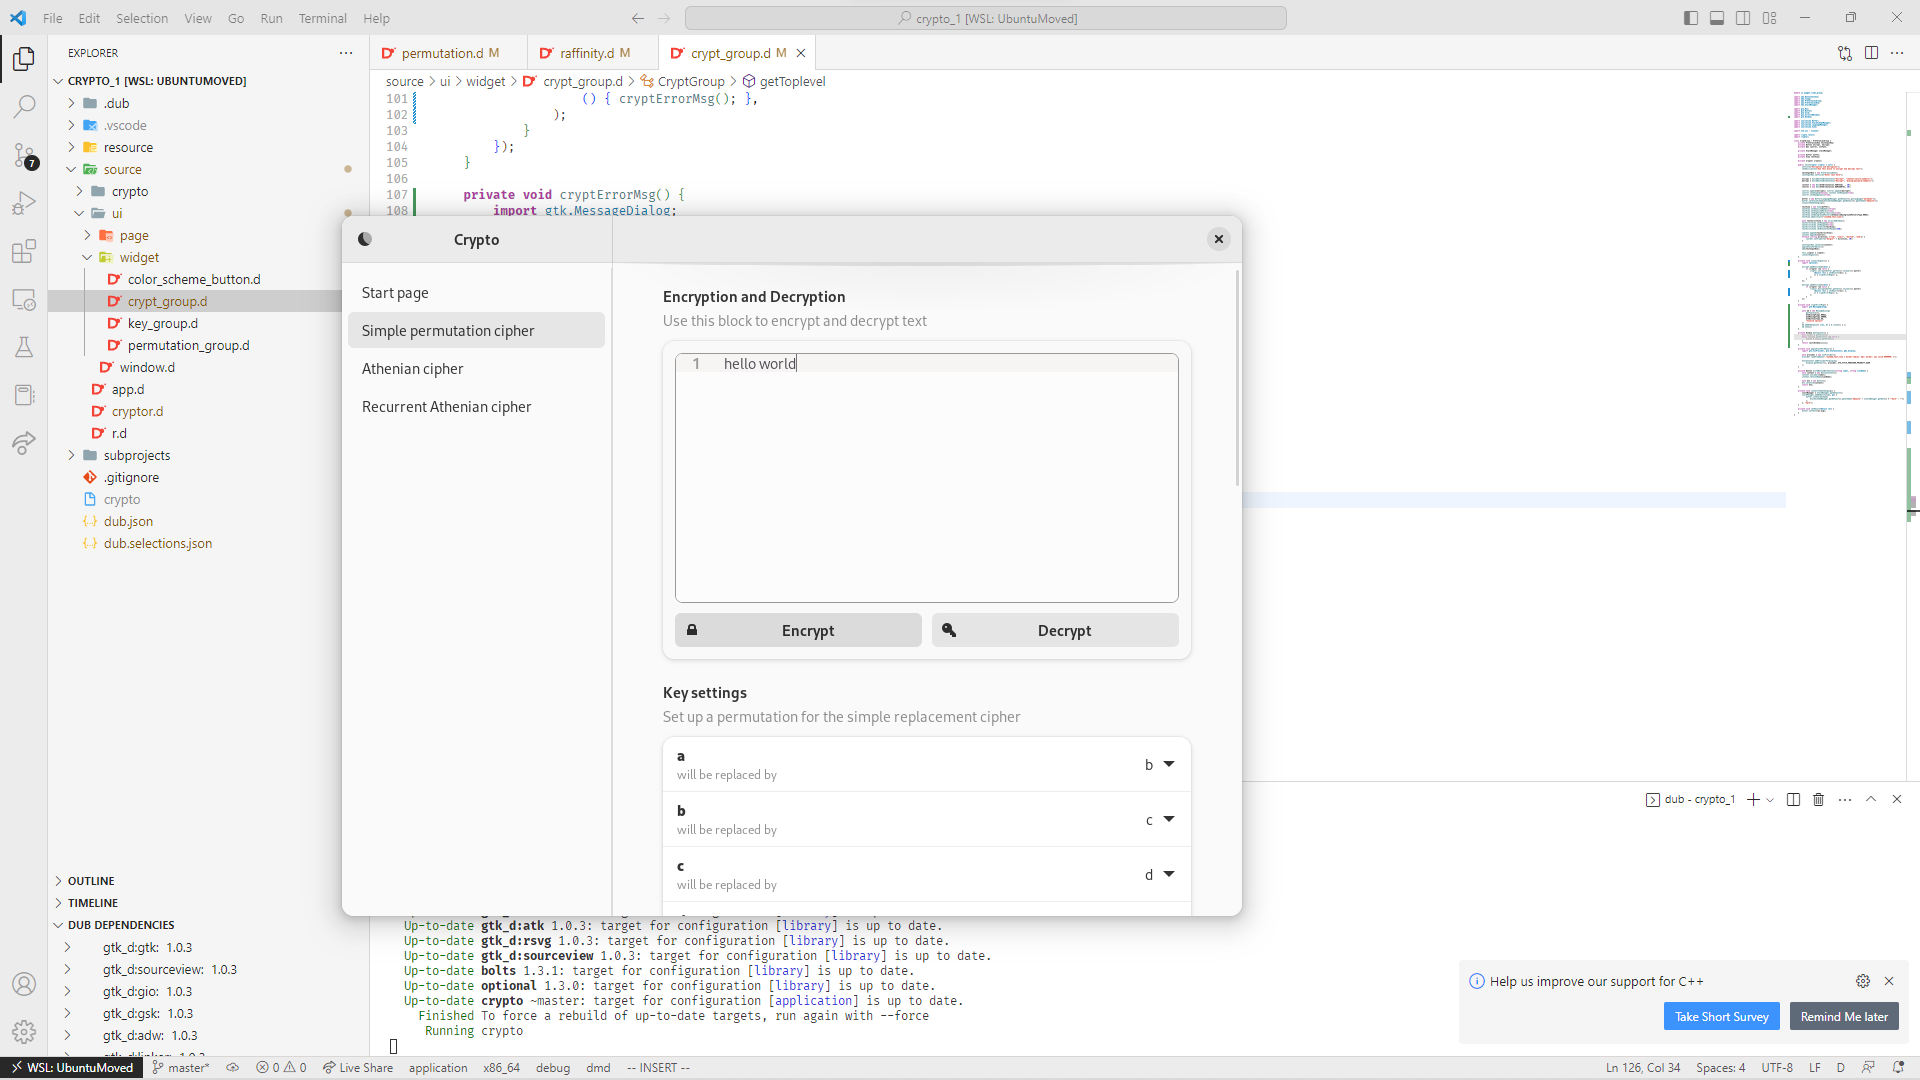 File Edit Selection View Go Run Terminal Help
crypto_1 [WSL: UbuntuMoved]
EXPLORER
CRYPTO_1 [WSL: UBUNTUMOVED]
.dub
.vscode
resource
source
crypto
ui
page
widget
color_scheme_button.d
crypt_group.d
key_group.d
permutation_group.d
window.d
app.d
cryptor.d
r.d
subprojects
.gitignore
crypto
dub.json
dub.selections.json
OUTLINE
TIMELINE
DUB DEPENDENCIES
gtk_d:gtk: 1.0.3
gtk_d:sourceview: 1.0.3
gtk_d:gio: 1.0.3
gtk_d:gsk: 1.0.3
gtk_d:adw: 1.0.3
7
permutation.d M
raffinity.d M
crypt_group.d M
source > ui > widget > crypt_group.d > CryptGroup > getToplevel
101 () { cryptErrorMsg(); },
102 );
103 }
104 });
105 }
106
107 private void cryptErrorMsg() {
108 import gtk.MessageDialog;
Crypto
Start page
Simple permutation cipher
Athenian cipher
Recurrent Athenian cipher
Encryption and Decryption
Use this block to encrypt and decrypt text
1 hello world
Encrypt
Decrypt
Key settings
Set up a permutation for the simple replacement cipher
a
will be replaced by
b
b
will be replaced by
c
c
will be replaced by
d
dub - crypto_1
Up-to-date gtk_d:atk 1.0.3: target for configuration [library] is up to date.
Up-to-date gtk_d:rsvg 1.0.3: target for configuration [library] is up to date.
Up-to-date gtk_d:sourceview 1.0.3: target for configuration [library] is up to date.
Up-to-date bolts 1.3.1: target for configuration [library] is up to date.
Up-to-date optional 1.3.0: target for configuration [library] is up to date.
Up-to-date crypto ~master: target for configuration [application] is up to date.
Finished To force a rebuild of up-to-date targets, run again with --force
Running crypto
Help us improve our support for C++
Take Short Survey
Remind Me later
WSL: UbuntuMoved
master*
0 0
Live Share
application
x86_64
debug
dmd
-- INSERT --
Ln 126, Col 34
Spaces: 4
UTF-8
LF
D